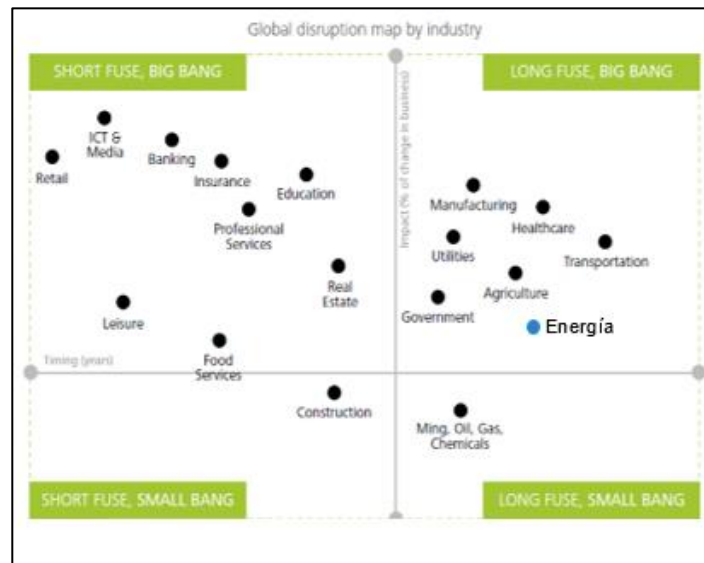 Global disruption map by industry
SHORT FUSE, BIG BANG
LONG FUSE, BIG BANG
Impact (% of change in business)
ICT &
Media
Retail
Banking
Insurance
Education
Professional
Services
Real
Estate
Leisure
Food
Services
Manufacturing
Healthcare
Utilities
Transportation
Agriculture
Government
Energía
Timing (years)
Construction
Ming, Oil, Gas,
Chemicals
SHORT FUSE, SMALL BANG
LONG FUSE, SMALL BANG